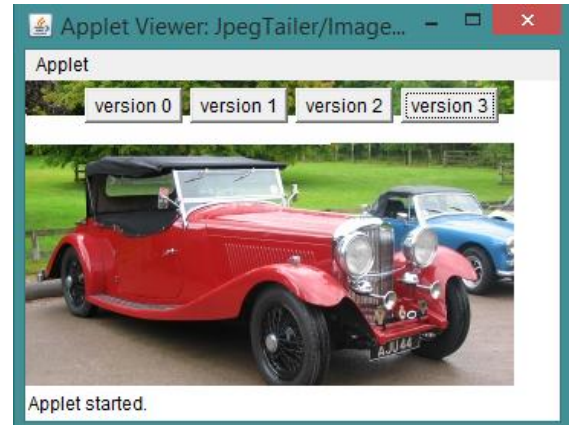 Applet Viewer: JpegTailer/Image...
Applet
version 0 version 1 version 2 version 3
AJU 44
Applet started.